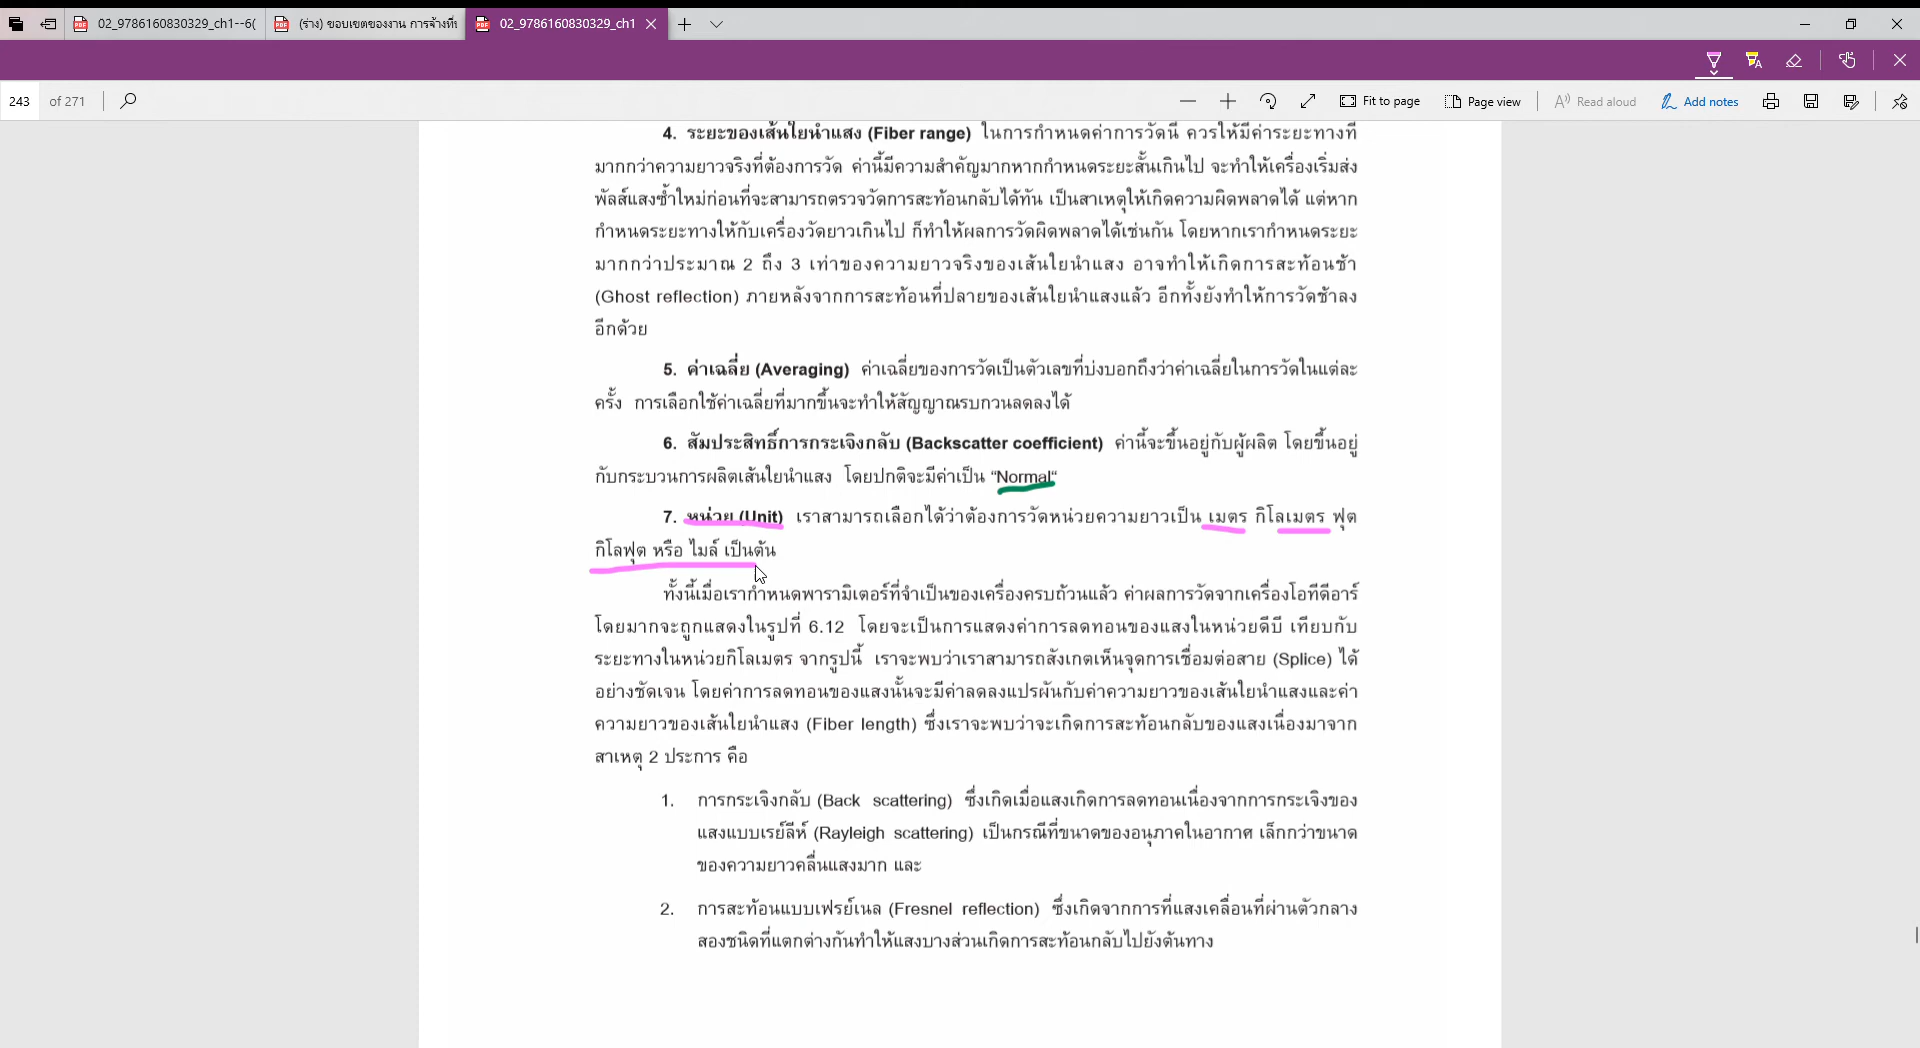 02_9786160830329_ch1--6(
(ร่าง) ขอบเขตของงาน การจ้างที่ป
02_9786160830329_ch1
243 of 271
Fit to page
Page view
Read aloud
Add notes
4. ระยะของเส้นใยนำแสง (Fiber range) ในการกำหนดค่าการวัดนี้ ควรให้มีค่าระยะทางที่
มากกว่าความยาวจริงที่ต้องการวัด ค่านี้มีความสำคัญมากหากกำหนดระยะสั้นเกินไป จะทำให้เครื่องเริ่มส่ง
พัลส์แสงซ้ำใหม่ก่อนที่จะสามารถตรวจวัดการสะท้อนกลับได้ทัน เป็นสาเหตุให้เกิดความผิดพลาดได้ แต่หาก
กำหนดระยะทางให้กับเครื่องวัดยาวเกินไป ก็ทำให้ผลการวัดผิดพลาดได้เช่นกัน โดยหากเรากำหนดระยะ
มากกว่าประมาณ 2 ถึง 3 เท่าของความยาวจริงของเส้นใยนำแสง อาจทำให้เกิดการสะท้อนซ้ำ
(Ghost reflection) ภายหลังจากการสะท้อนที่ปลายของเส้นใยนำแสงแล้ว อีกทั้งยังทำให้การวัดช้าลง
อีกด้วย
5. ค่าเฉลี่ย (Averaging) ค่าเฉลี่ยของการวัดเป็นตัวเลขที่บ่งบอกถึงว่าค่าเฉลี่ยในการวัดในแต่ละ
ครั้ง การเลือกใช้ค่าเฉลี่ยที่มากขึ้นจะทำให้สัญญาณรบกวนลดลงได้
6. สัมประสิทธิ์การกระเจิงกลับ (Backscatter coefficient) ค่านี้จะขึ้นอยู่กับผู้ผลิต โดยขึ้นอยู่
กับกระบวนการผลิตเส้นใยนำแสง โดยปกติจะมีค่าเป็น “Normal“
7. หน่วย (Unit) เราสามารถเลือกได้ว่าต้องการวัดหน่วยความยาวเป็น เมตร กิโลเมตร ฟุต
กิโลฟุต หรือ ไมล์ เป็นต้น
ทั้งนี้เมื่อเรากำหนดพารามิเตอร์ที่จำเป็นของเครื่องครบถ้วนแล้ว ค่าผลการวัดจากเครื่องโอทีดีอาร์
โดยมากจะถูกแสดงในรูปที่ 6.12 โดยจะเป็นการแสดงค่าการลดทอนของแสงในหน่วยดีบี เทียบกับ
ระยะทางในหน่วยกิโลเมตร จากรูปนี้ เราจะพบว่าเราสามารถสังเกตเห็นจุดการเชื่อมต่อสาย (Splice) ได้
อย่างชัดเจน โดยค่าการลดทอนของแสงนั้นจะมีค่าลดลงแปรผันกับค่าความยาวของเส้นใยนำแสงและค่า
ความยาวของเส้นใยนำแสง (Fiber length) ซึ่งเราจะพบว่าจะเกิดการสะท้อนกลับของแสงเนื่องมาจาก
สาเหตุ 2 ประการ คือ
1. การกระเจิงกลับ (Back scattering) ซึ่งเกิดเมื่อแสงเกิดการลดทอนเนื่องจากการกระเจิงของ
แสงแบบเรย์ลีห์ (Rayleigh scattering) เป็นกรณีที่ขนาดของอนุภาคในอากาศ เล็กกว่าขนาด
ของความยาวคลื่นแสงมาก และ
2. การสะท้อนแบบเฟรย์เนล (Fresnel reflection) ซึ่งเกิดจากการที่แสงเคลื่อนที่ผ่านตัวกลาง
สองชนิดที่แตกต่างกันทำให้แสงบางส่วนเกิดการสะท้อนกลับไปยังต้นทาง